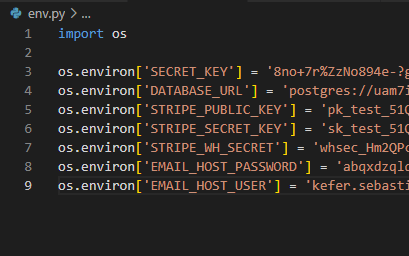 env.py > ...
1 import os
2
3 os.environ['SECRET_KEY'] = '8no+7r%ZzNo894e-?g
4 os.environ['DATABASE_URL'] = 'postgres://uam7i
5 os.environ['STRIPE_PUBLIC_KEY'] = 'pk_test_51Q
6 os.environ['STRIPE_SECRET_KEY'] = 'sk_test_51Q
7 os.environ['STRIPE_WH_SECRET'] = 'whsec_Hm2QPc
8 os.environ['EMAIL_HOST_PASSWORD'] = 'abqxdzqld
9 os.environ['EMAIL_HOST_USER'] = 'kefer.sebasti